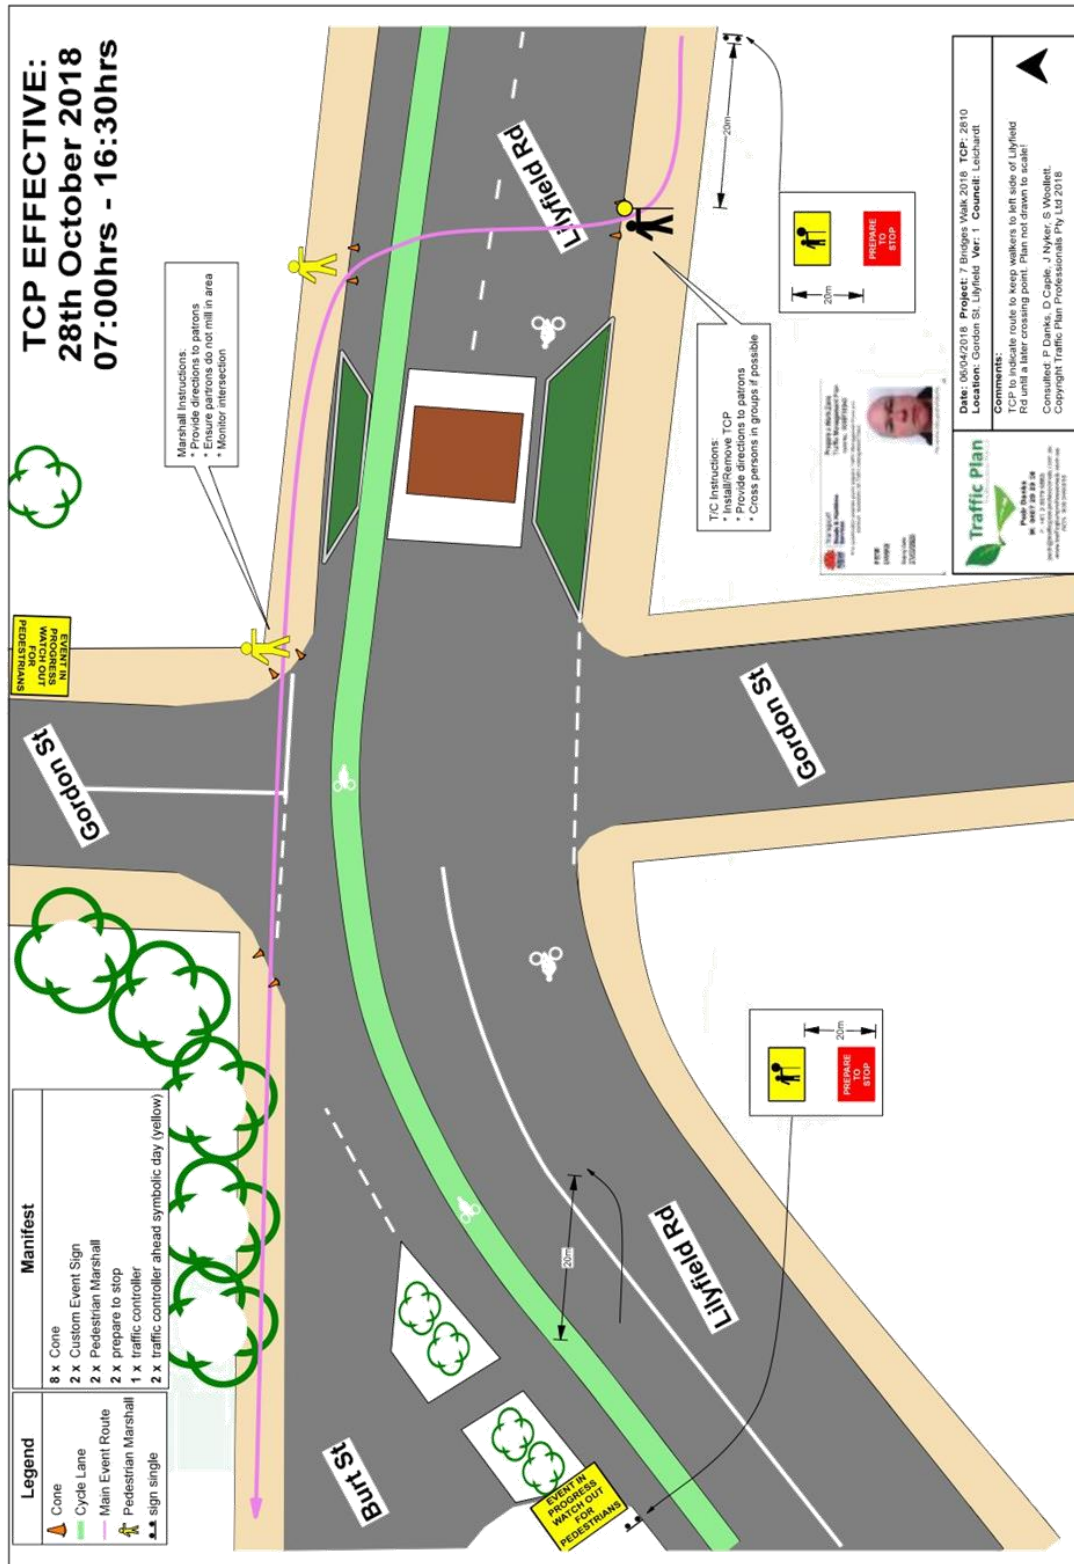 TCP EFFECTIVE:
28th October 2018
07:00hrs - 16:30hrs
Marshall Instructions:
* Provide directions to patrons
* Ensure partrons do not mill in area
* Monitor intersection
EVENT IN
PROGRESS
WATCH OUT
FOR
PEDESTRIANS
Gordon St
Lilyfield Rd
20m
T/C Instructions:
* Install/Remove TCP
* Provide directions to patrons
* Cross persons in groups if possible
20m
PREPARE
TO
STOP
Gordon St
Date: 06/04/2018 Project: 7 Bridges Walk 2018 TCP: 2810
Location: Gordon St, Lilyfield Ver: 1 Council: Leichardt
Comments:
TCP to indicate route to keep walkers to left side of Lilyfield
Rd until a later crossing point. Plan not drawn to scale!
Consulted: P Danks, D Caple, J Nyker, S Woollett.
Copyright Traffic Plan Professionals Pty Ltd 2018
Traffic Plan
Manifest
8 x Cone
2 x Custom Event Sign
2 x Pedestrian Marshall
2 x prepare to stop
1 x traffic controller
2 x traffic controller ahead symbolic day (yellow)
Legend
Cone
Cycle Lane
Main Event Route
Pedestrian Marshall
sign single
Burt St
EVENT IN
PROGRESS
WATCH OUT
FOR
PEDESTRIANS
20m
Lilyfield Rd
20m
PREPARE
TO
STOP